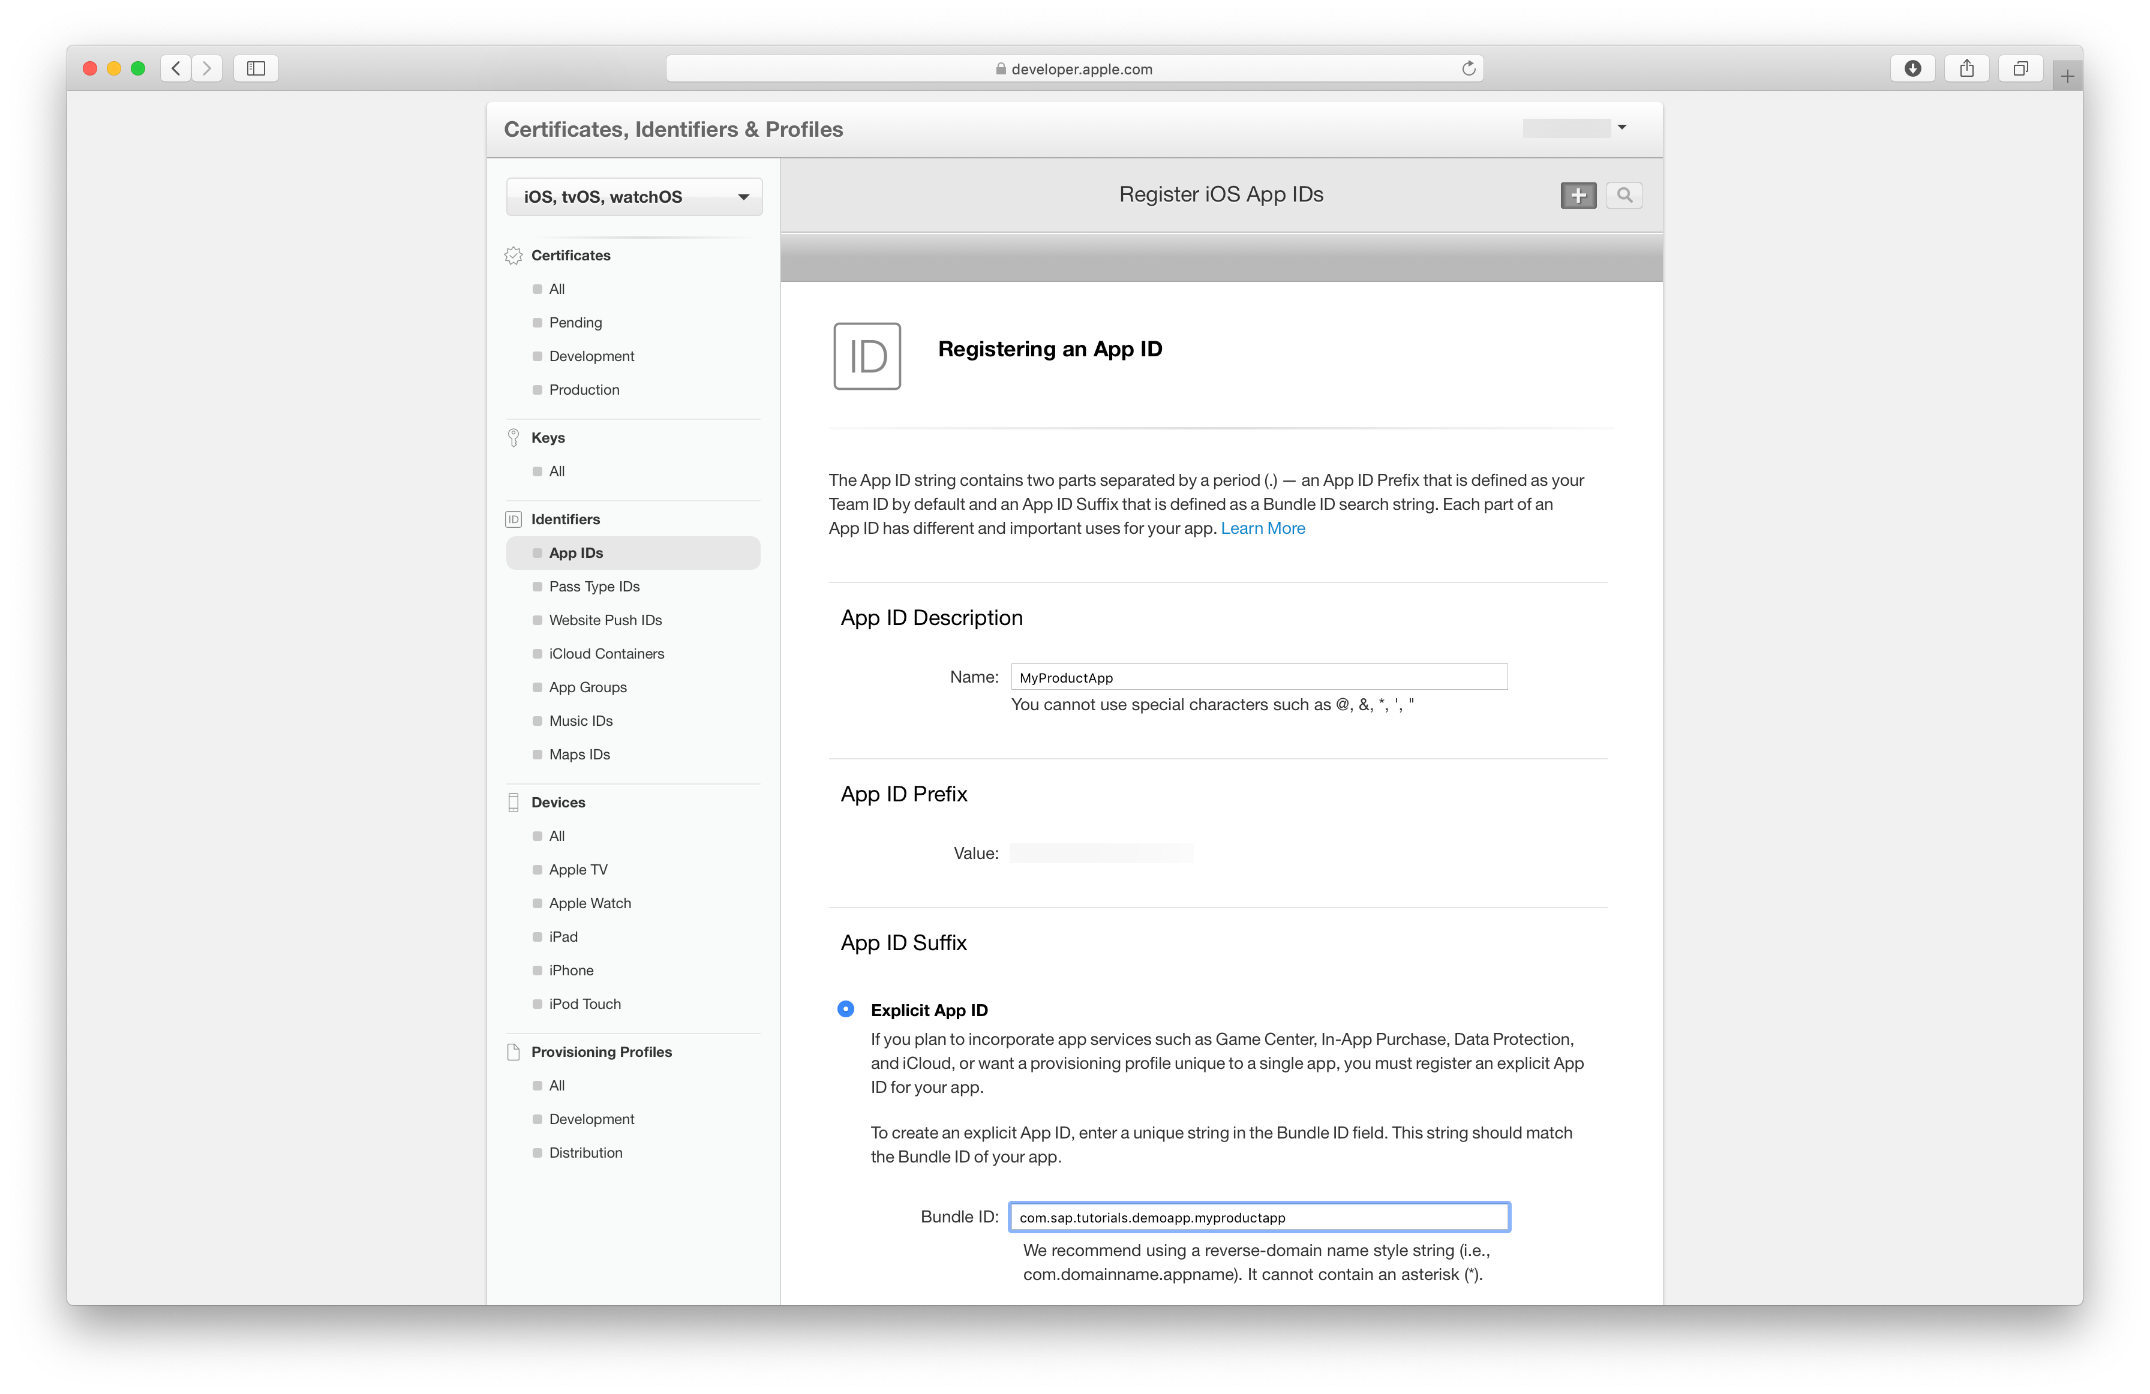 developer.apple.com
Certificates, Identifiers & Profiles
iOS, tvOS, watchOS
Certificates
All
Pending
Development
Production
Keys
All
ID
Identifiers
App IDs
Pass Type IDs
Website Push IDs
iCloud Containers
App Groups
Music IDs
Maps IDs
Devices
All
Apple TV
Apple Watch
iPad
iPhone
iPod Touch
Provisioning Profiles
All
Development
Distribution
Register iOS App IDs
ID
Registering an App ID
The App ID string contains two parts separated by a period (.) — an App ID Prefix that is defined as your
Team ID by default and an App ID Suffix that is defined as a Bundle ID search string. Each part of an
App ID has different and important uses for your app. Learn More
App ID Description
Name: MyProductApp
You cannot use special characters such as @, &, *, ', "
App ID Prefix
Value:
App ID Suffix
Explicit App ID
If you plan to incorporate app services such as Game Center, In-App Purchase, Data Protection,
and iCloud, or want a provisioning profile unique to a single app, you must register an explicit App
ID for your app.
To create an explicit App ID, enter a unique string in the Bundle ID field. This string should match
the Bundle ID of your app.
Bundle ID: com.sap.tutorials.demoapp.myproductapp
We recommend using a reverse-domain name style string (i.e.,
com.domainname.appname). It cannot contain an asterisk (*).